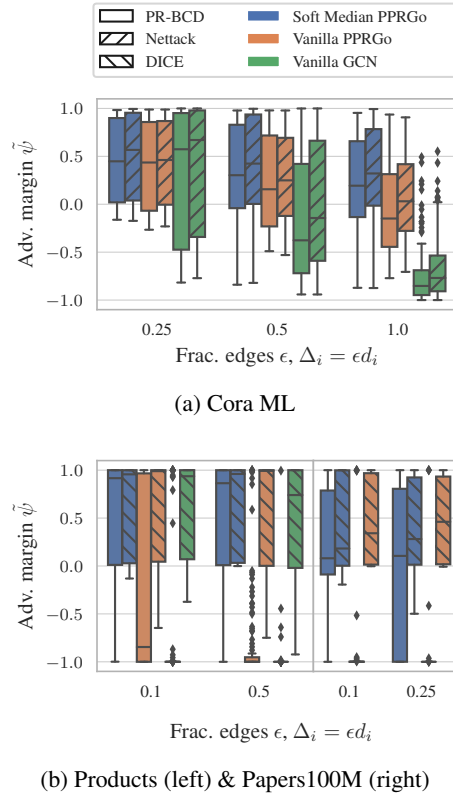 PR-BCD
Nettack
DICE
Soft Median PPRGo
Vanilla PPRGo
Vanilla GCN
Adv. margin ψ̃
1.0
0.5
0.0
−0.5
−1.0
0.25
0.5
1.0
Frac. edges ϵ, Δᵢ = ϵdᵢ
(a) Cora ML
Adv. margin ψ̃
1.0
0.5
0.0
−0.5
−1.0
0.1
0.5
0.1
0.25
Frac. edges ϵ, Δᵢ = ϵdᵢ
(b) Products (left) & Papers100M (right)